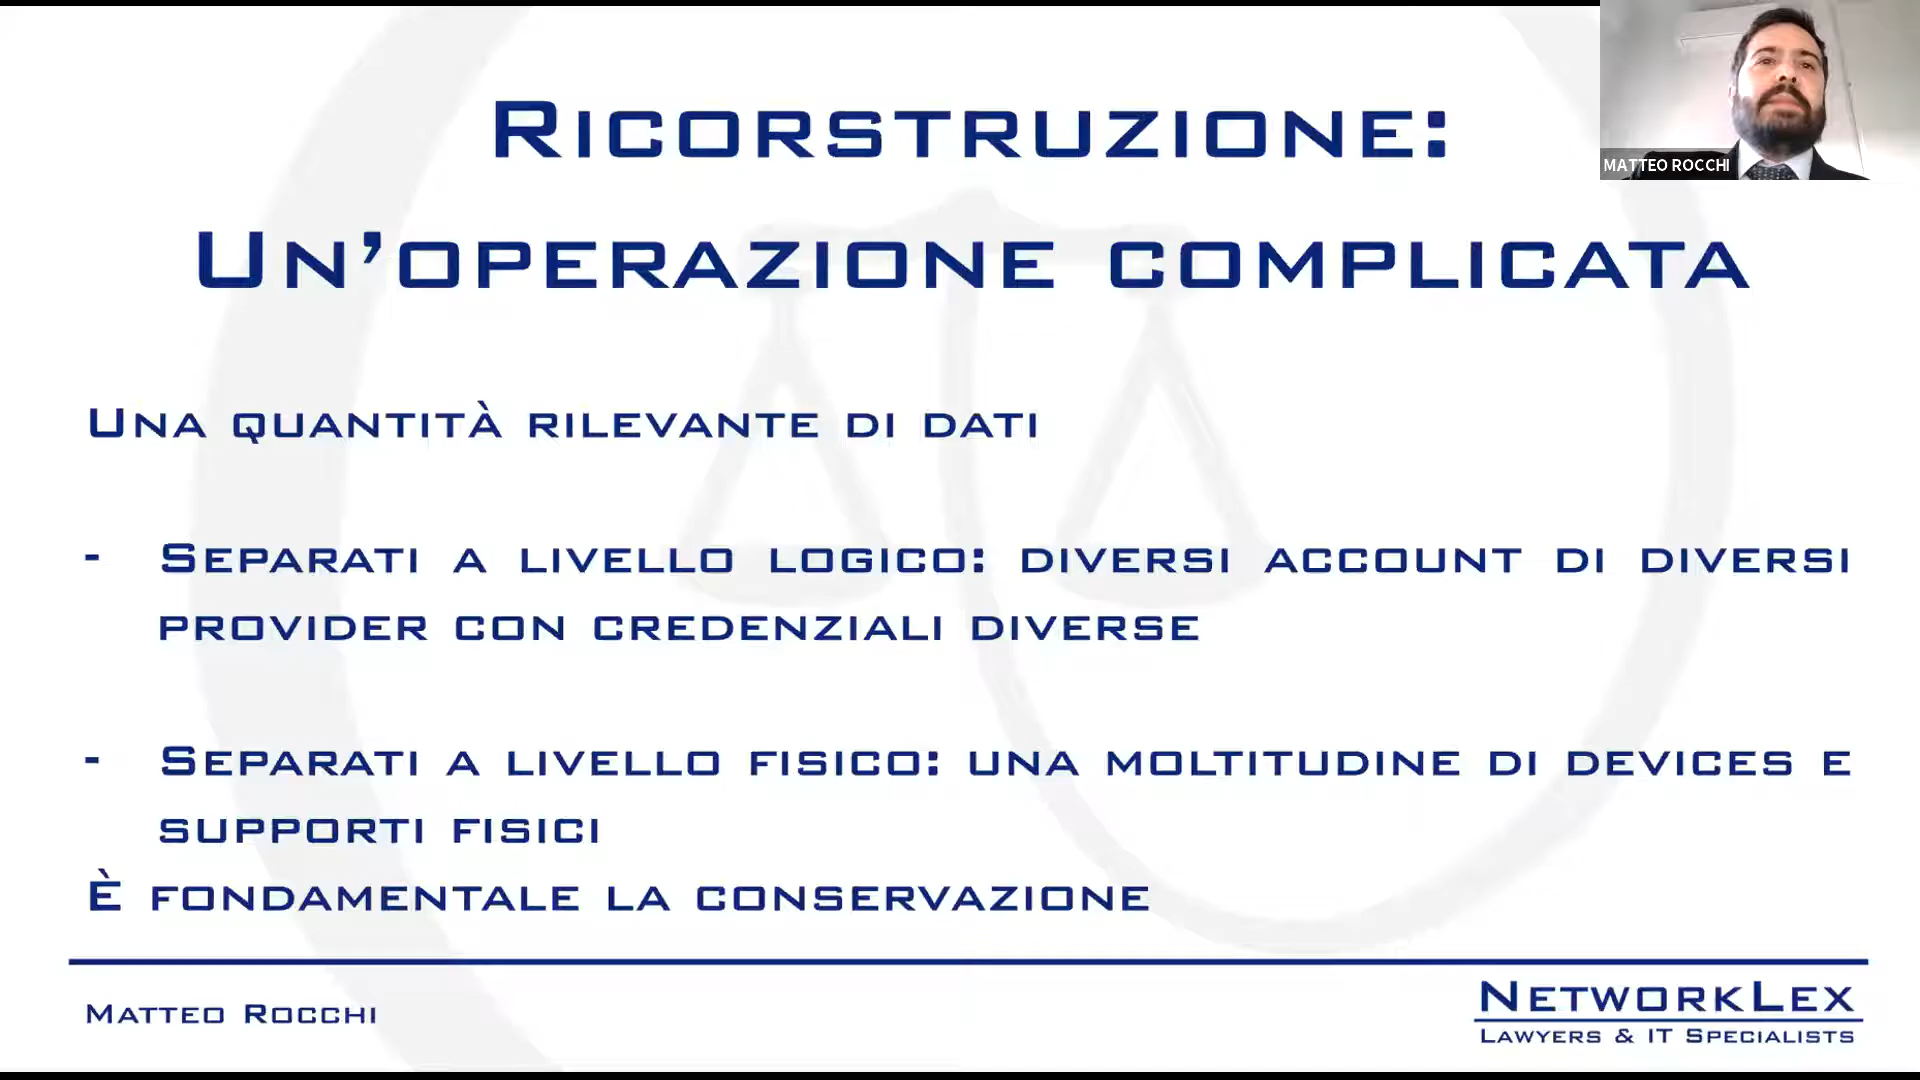 Ricorstruzione:
Un'operazione complicata
MATTEO ROCCHI
Una quantità rilevante di dati
- Separati a livello logico: diversi account di diversi
provider con credenziali diverse
- Separati a livello fisico: una moltitudine di devices e
supporti fisici
È fondamentale la conservazione
Matteo Rocchi
NetworkLex
Lawyers & IT Specialists